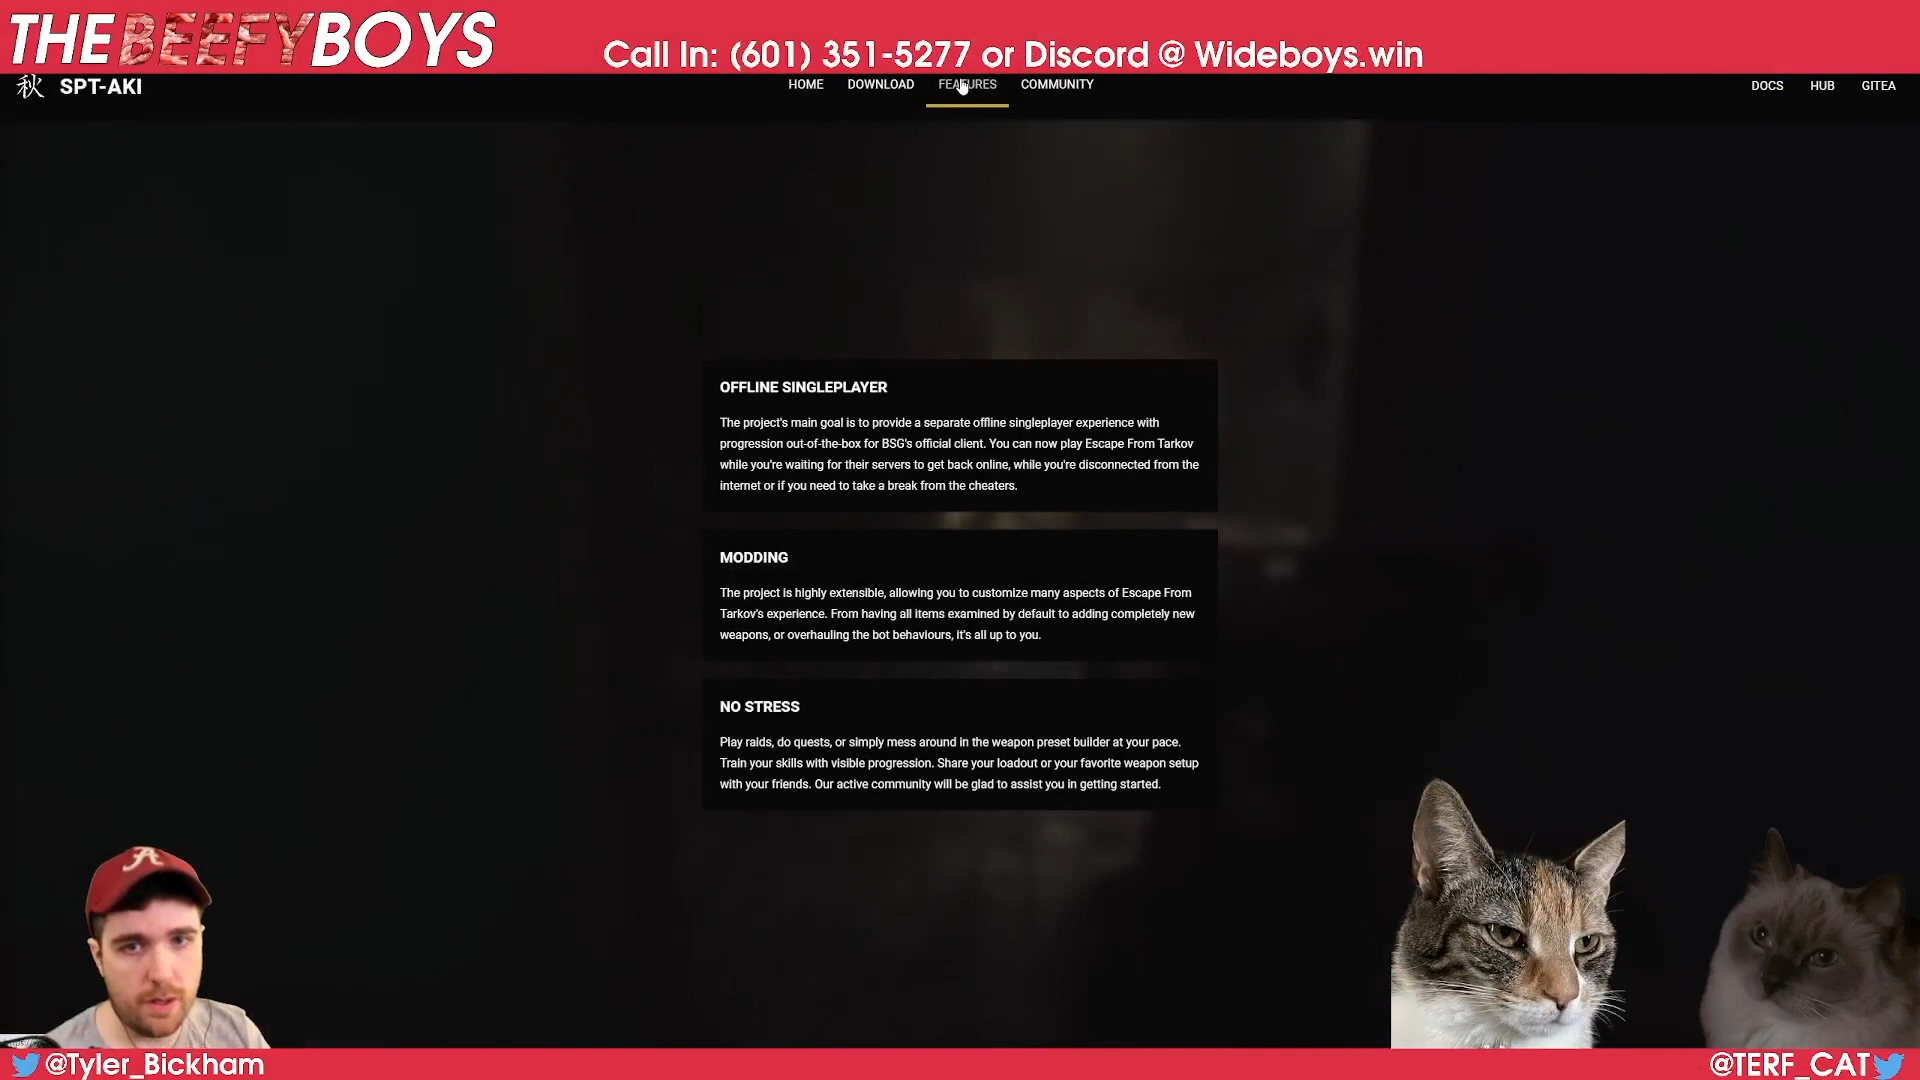 THEBEEFYBOYS
Call In: (601) 351-5277 or Discord @ Wideboys.win
秋 SPT-AKI
HOME DOWNLOAD FEATURES COMMUNITY
DOCS HUB GITEA
OFFLINE SINGLEPLAYER
The project's main goal is to provide a separate offline singleplayer experience with
progression out-of-the-box for BSG's official client. You can now play Escape From Tarkov
while you're waiting for their servers to get back online, while you're disconnected from the
internet or if you need to take a break from the cheaters.
MODDING
The project is highly extensible, allowing you to customize many aspects of Escape From
Tarkov's experience. From having all items examined by default to adding completely new
weapons, or overhauling the bot behaviours, it's all up to you.
NO STRESS
Play raids, do quests, or simply mess around in the weapon preset builder at your pace.
Train your skills with visible progression. Share your loadout or your favorite weapon setup
with your friends. Our active community will be glad to assist you in getting started.
A
@Tyler_Bickham
@TERF_CAT